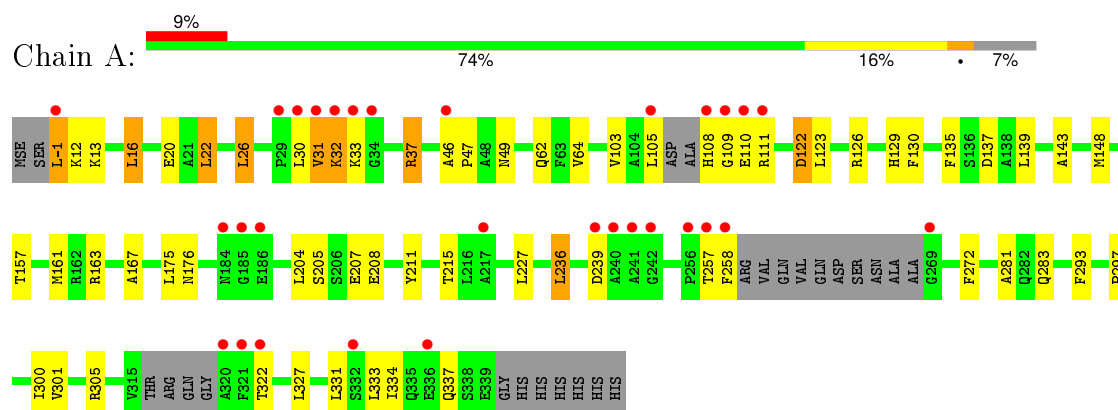 9%
Chain A:
74% 16% • 7%
MSE SER L-1 K12 K13 L16 E20 A21 L22 L26 P29 L30 V31 K32 K33 G34 R37 A46 P47 A48 N49 Q62 F63 V64 V103 A104 L105 ASP ALA H108 G109 E110 R111 D122 L123 R126 H129 F130 F135 S136 D137 A138 L139 A143 M148
T157 M161 R162 R163 A167 L175 N176 N184 G185 E186 L204 S205 S206 E207 E208 Y211 T215 L216 A217 L227 L236 D239 A240 A241 G242 P256 T257 F258 ARG VAL GLN VAL GLN ASP SER ASN ALA ALA G269 F272 A281 Q282 Q283 F293
I300 V301 R305 V315 THR ARG GLN GLY A320 F321 T322 L327 L331 S332 L333 I334 Q335 E336 Q337 S338 E339 GLY HIS HIS HIS HIS HIS HIS